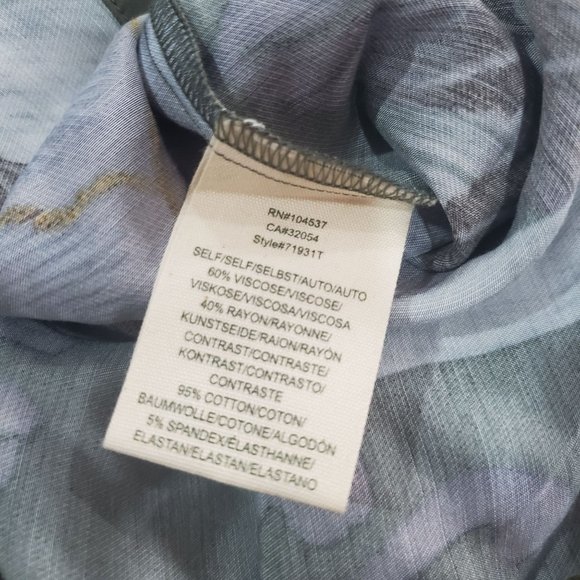 RN#104537
CA#32054
Style#71931T
SELF/SELF/SELBST/AUTO/AUTO
60% VISCOSE/VISCOSE/
VISKOSE/VISCOSA/VISCOSA
40% RAYON/RAYONNE/
KUNSTSEIDE/RAION/RAYÓN
CONTRAST/CONTRASTE/
KONTRAST/CONTRASTO/
CONTRASTE
95% COTTON/COTON/
BAUMWOLLE/COTONE/ALGODÓN
5% SPANDEX/ÉLASTHANNE/
ELASTAN/ELASTAN/ELASTANO